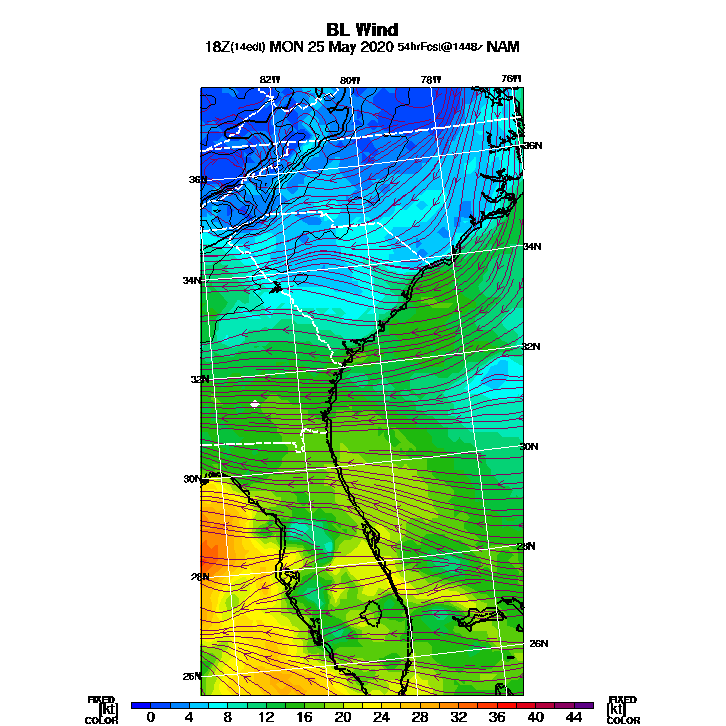 BL Wind
18Z(14edt) MON 25 May 2020 54hrFcst@1448z NAM
82W 80W 78W 76W
36N
36N
34N
34N
32N
32N
30N
30N
28N
28N
26N
26N
FIXED FIXED
[kt] 0 4 8 12 16 20 24 28 32 36 40 44 [kt]
COLOR COLOR